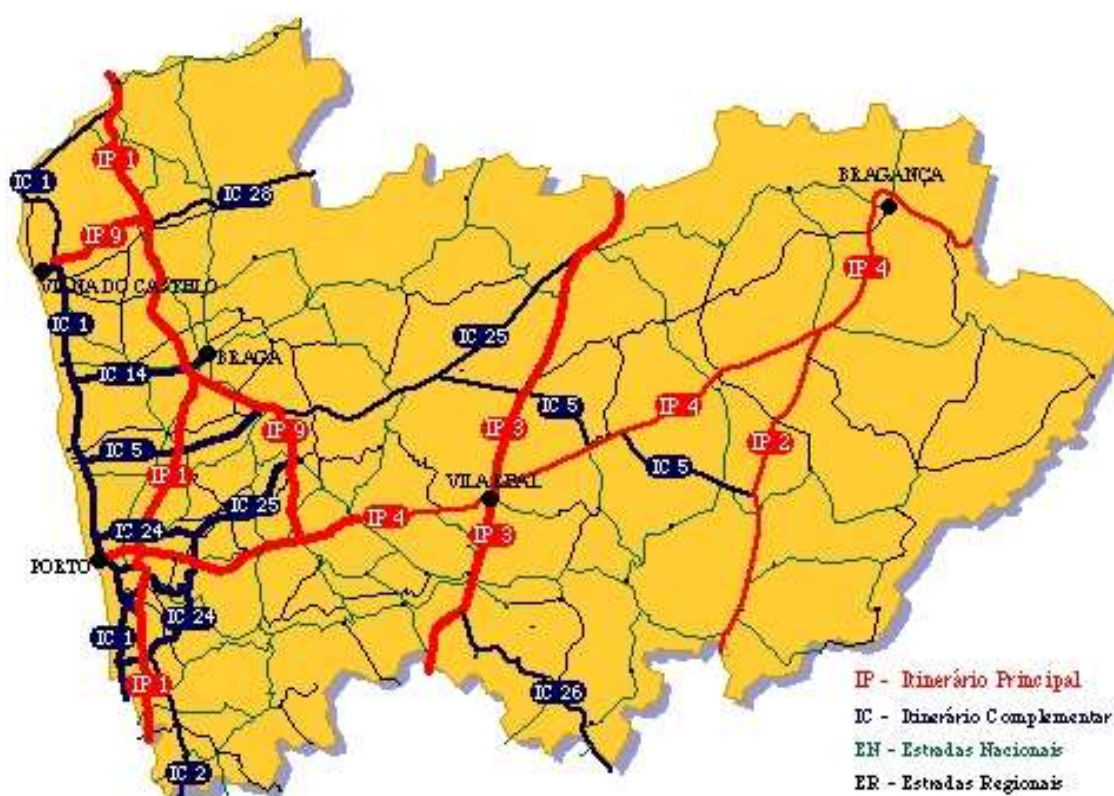 IP 1
IC 1
IC 28
BRAGANÇA
IP 9
IP 4
VIANA DO CASTELO
IC 1
IC 25
BRAGA
IC 14
IC 5
IP 4
IP 9
IP 3
IC 5
IP 2
IP 1
IC 5
VILA REAL
IC 25
IP 4
IC 24
IP 3
PORTO
IC 24
IC 1
IP 1
IC 26
IC 2
IP - Itinerário Principal
IC - Itinerário Complementar
EN - Estradas Nacionais
ER - Estradas Regionais